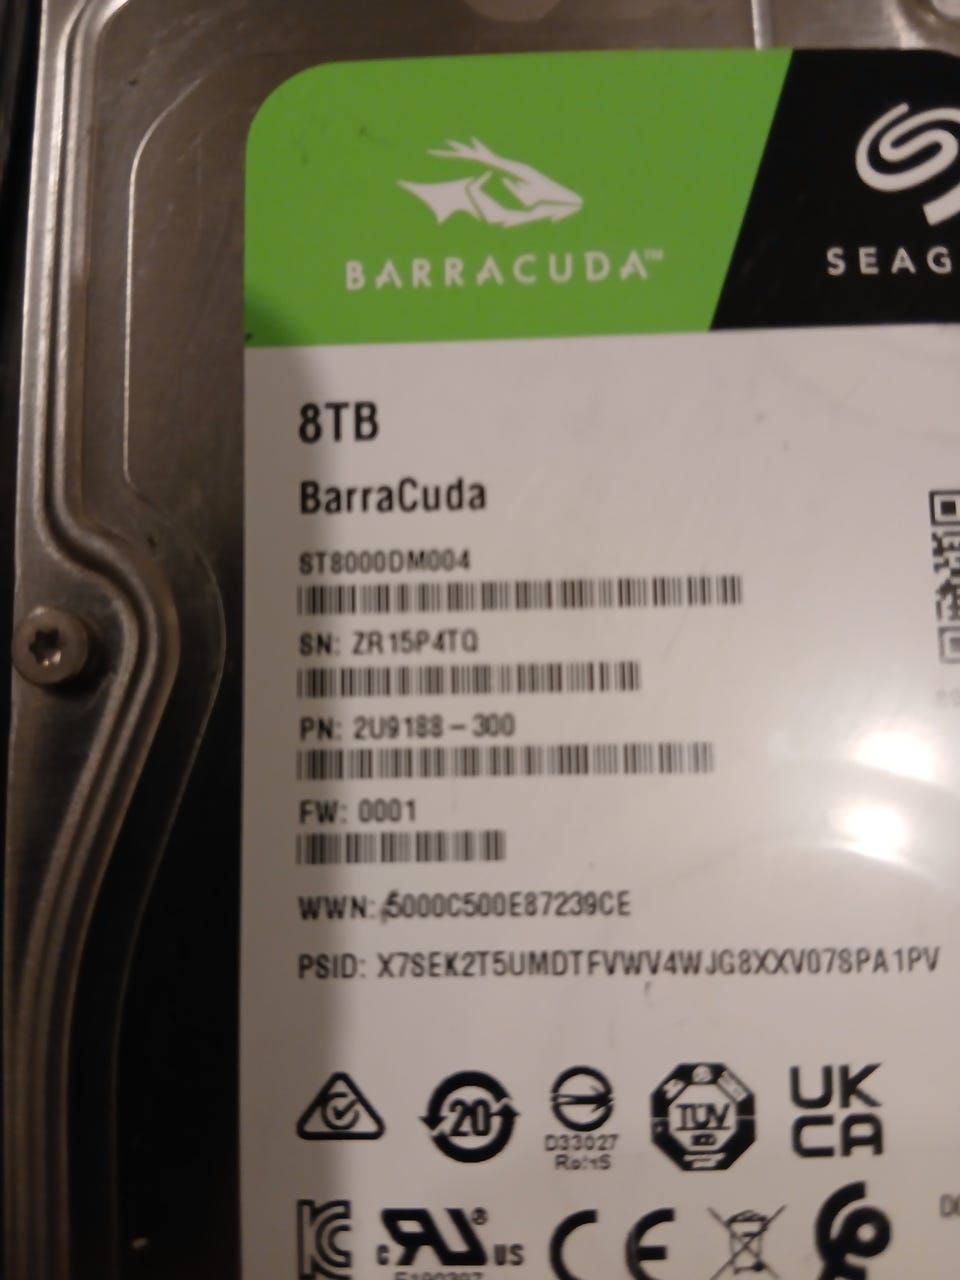 BARRACUDA™
SEAG
8TB
BarraCuda
ST8000DM004
SN: ZR15P4TQ
PN: 2U9188-300
FW: 0001
WWN: 5000C500E87239CE
PSID: X7SEK2T5UMDTFVWV4WJG8XXV078PA1PV
20
TÜV
UK
CA
D33027
RoHS
c US
CE